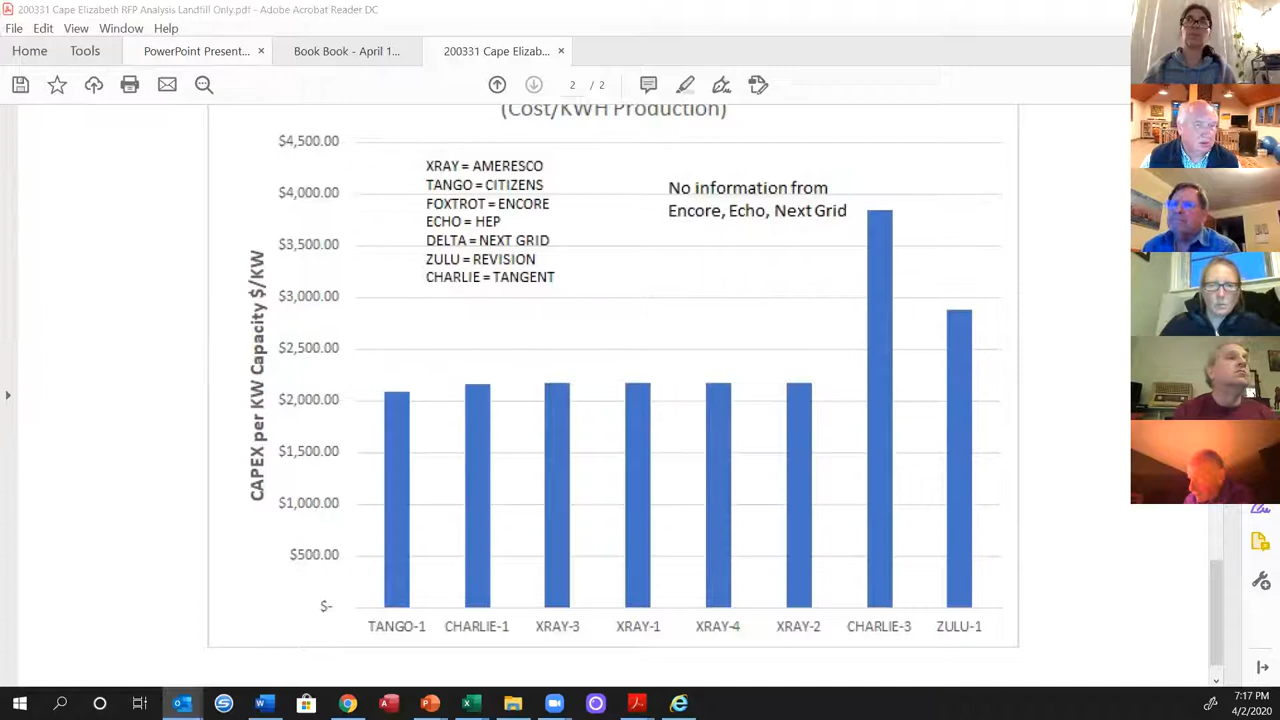 200331 Cape Elizabeth RFP Analysis Landfill Only.pdf - Adobe Acrobat Reader DC
File Edit View Window Help
Home Tools PowerPoint Present... × Book Book - April 1... 200331 Cape Elizab... ×
2 / 2
(Cost/KWH Production)
$4,500.00
$4,000.00
$3,500.00
$3,000.00
$2,500.00
$2,000.00
$1,500.00
$1,000.00
$500.00
$-
CAPEX per KW Capacity $/KW
XRAY = AMERESCO
TANGO = CITIZENS
FOXTROT = ENCORE
ECHO = HEP
DELTA = NEXT GRID
ZULU = REVISION
CHARLIE = TANGENT
No information from
Encore, Echo, Next Grid
TANGO-1 CHARLIE-1 XRAY-3 XRAY-1 XRAY-4 XRAY-2 CHARLIE-3 ZULU-1
7:17 PM
4/2/2020